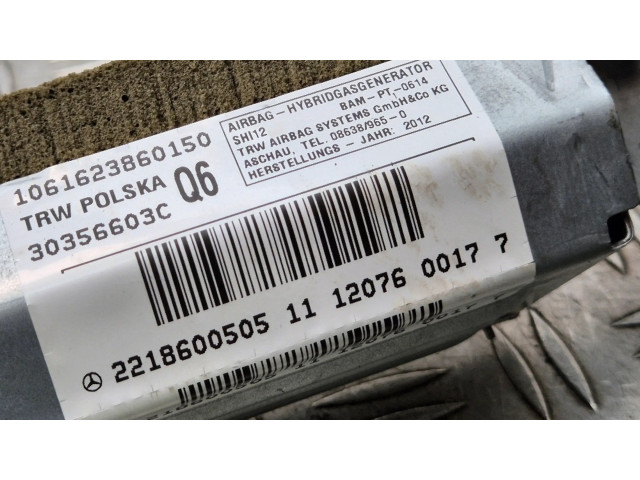 1061623860150
TRW POLSKA Q6
30356603C
AIRBAG-HYBRIDGASGENERATOR
SHI12 BAM-PT-0614
TRW AIRBAG SYSTEMS GmbH&Co KG
ASCHAU. TEL. 08638/965-0
HERSTELLUNGS - JAHR: 2012
2218600505 11 12076 0017 7